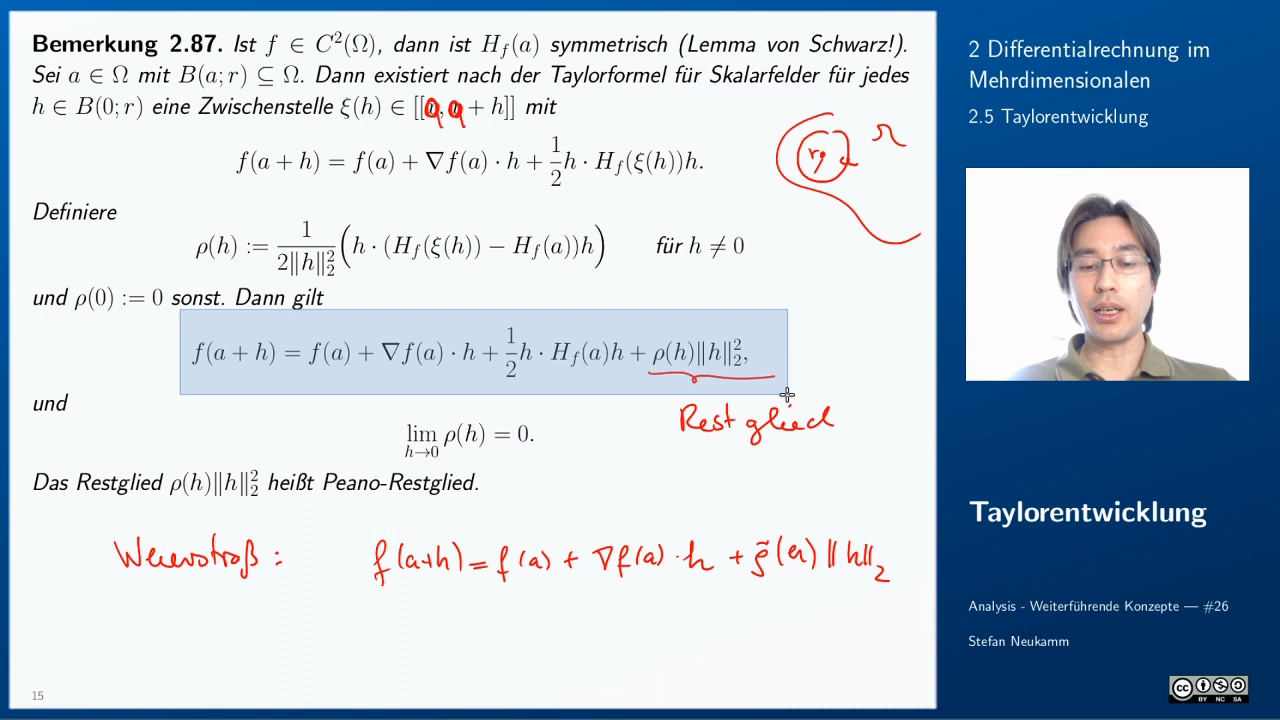 Bemerkung 2.87. Ist f ∈ C²(Ω), dann ist H_f(a) symmetrisch (Lemma von Schwarz!).
Sei a ∈ Ω mit B(a; r) ⊆ Ω. Dann existiert nach der Taylorformel für Skalarfelder für jedes
h ∈ B(0; r) eine Zwischenstelle ξ(h) ∈ [[a, a + h]] mit
Ω
r a
f(a + h) = f(a) + ∇f(a) · h + 1/2 h · H_f(ξ(h))h.
Definiere
ρ(h) := 1/(2‖h‖₂²) (h · (H_f(ξ(h)) − H_f(a))h) für h ≠ 0
und ρ(0) := 0 sonst. Dann gilt
f(a + h) = f(a) + ∇f(a) · h + 1/2 h · H_f(a)h + ρ(h)‖h‖₂²,
und
Restglied
lim_{h→0} ρ(h) = 0.
Das Restglied ρ(h)‖h‖₂² heißt Peano-Restglied.
Weierstraß: f(a+h) = f(a) + ∇f(a) · h + ρ̃(h) ‖h‖₂
15
2 Differentialrechnung im
Mehrdimensionalen
2.5 Taylorentwicklung
Taylorentwicklung
Analysis - Weiterführende Konzepte — #26
Stefan Neukamm
cc BY NC SA